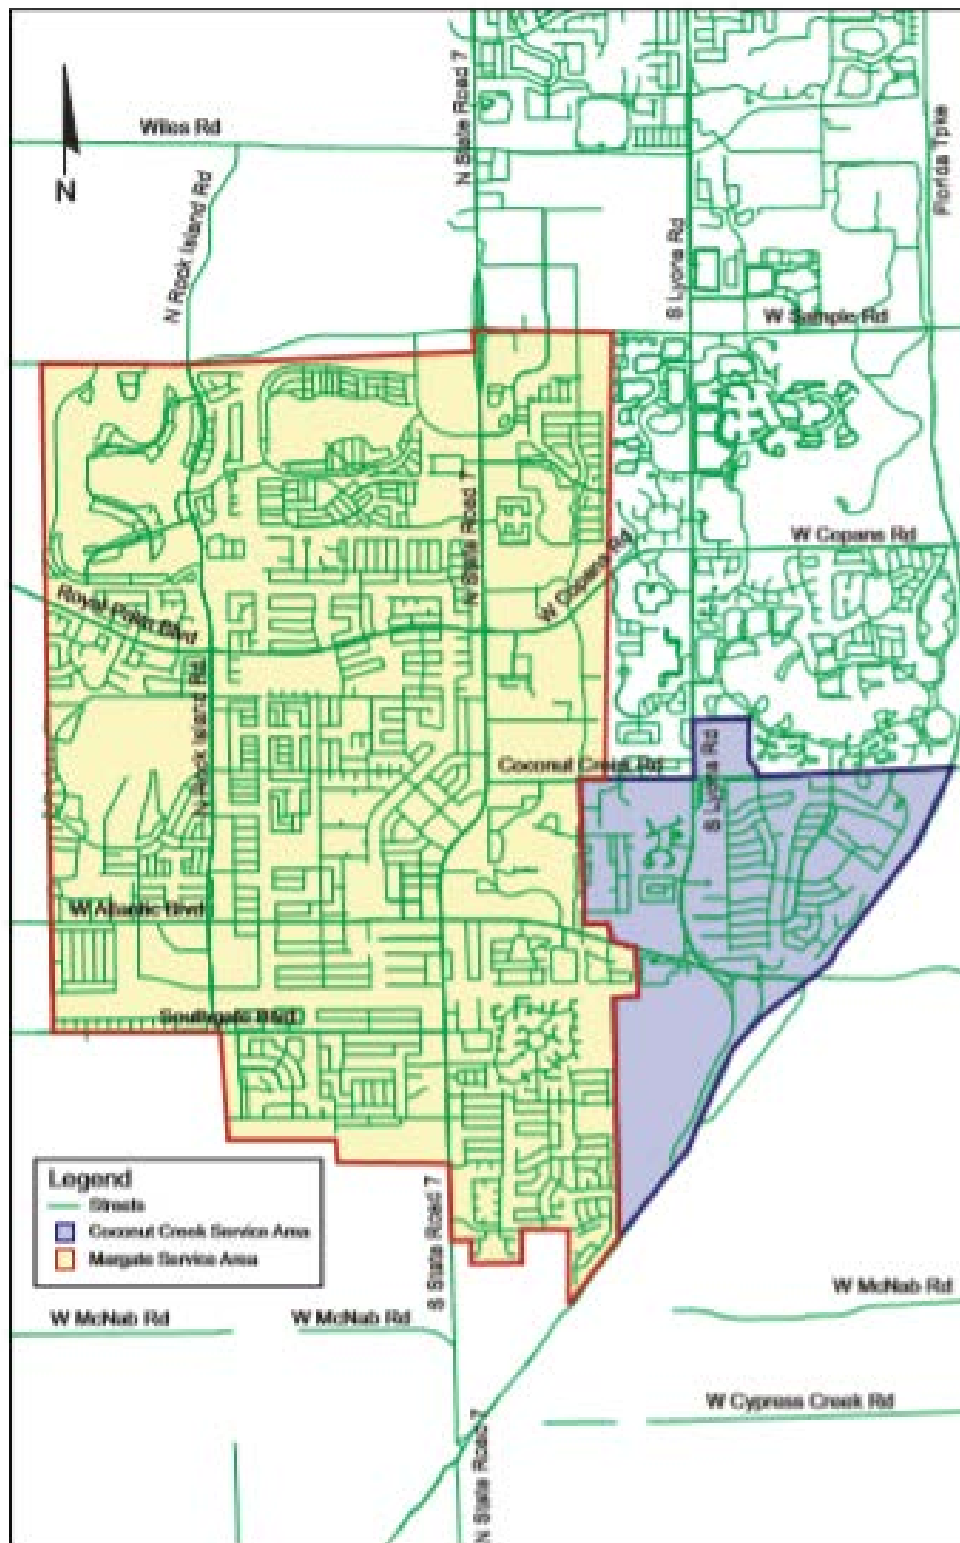 Wiles Rd
N State Road 7
Florida Tpke
N
N Rock Island Rd
S Lyons Rd
W Sample Rd
N State Road 7
W Copans Rd
W Copans Rd
Royal Palm Blvd
N Rock Island Rd
Coconut Creek Rd
S Lyons Rd
W Atlantic Blvd
Southgate Blvd
Legend
Streets
Coconut Creek Service Area
Margate Service Area
S State Road 7
W McNab Rd
W McNab Rd
W McNab Rd
W Cypress Creek Rd
N State Road 7